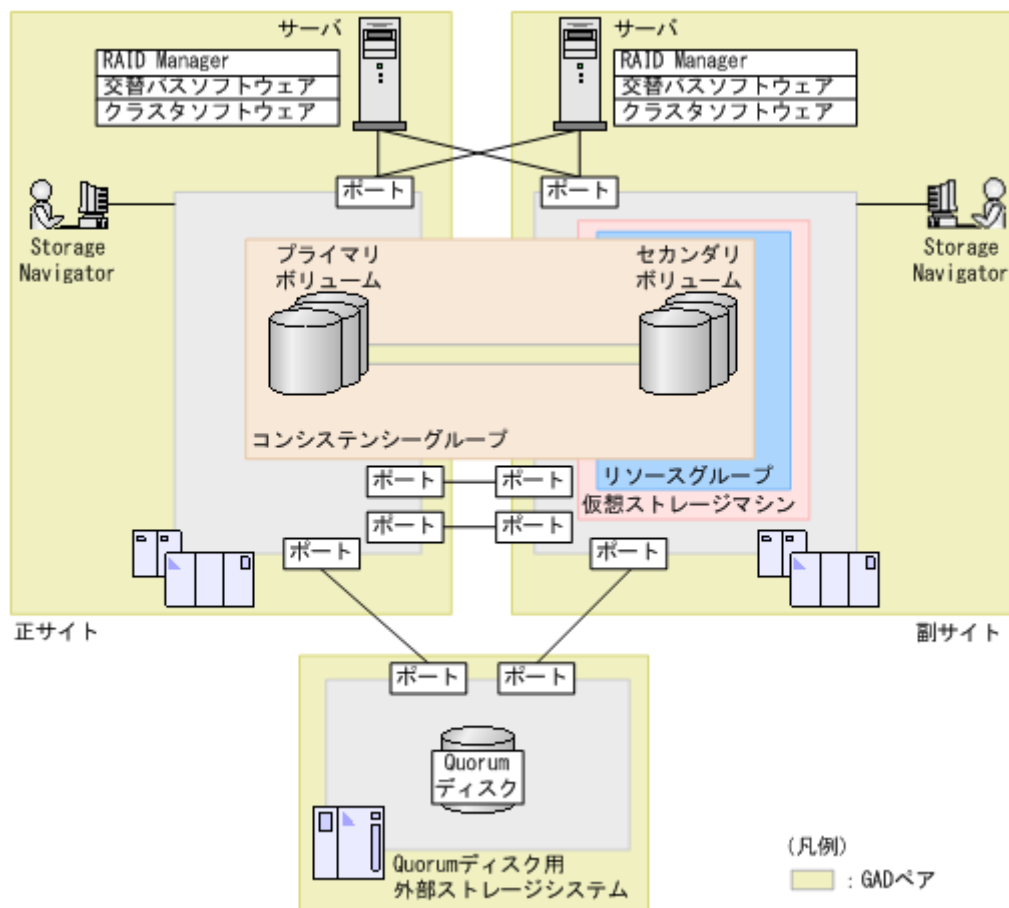 サーバ
RAID Manager
交替パスソフトウェア
クラスタソフトウェア
サーバ
RAID Manager
交替パスソフトウェア
クラスタソフトウェア
ポート
ポート
Storage
Navigator
Storage
Navigator
プライマリ
ボリューム
セカンダリ
ボリューム
コンシステンシーグループ
リソースグループ
仮想ストレージマシン
ポート
ポート
ポート
ポート
ポート
ポート
正サイト
副サイト
ポート
ポート
Quorum
ディスク
Quorumディスク用
外部ストレージシステム
(凡例)
: GADペア